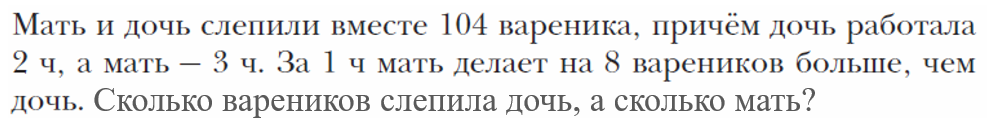 Мать и дочь слепили вместе 104 вареника, причём дочь работала
2 ч, а мать – 3 ч. За 1 ч мать делает на 8 вареников больше, чем
дочь. Сколько вареников слепила дочь, а сколько мать?